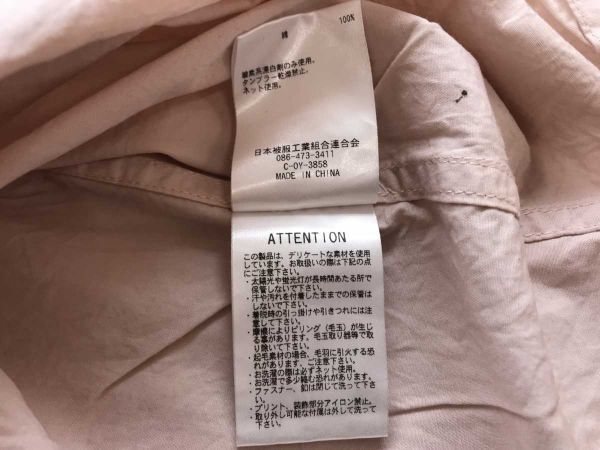 綿 100%
酸素系漂白剤のみ使用。
タンブラー乾燥禁止。
ネット使用。
日本被服工業組合連合会
086-473-3411
C-OY-3858
MADE IN CHINA
ATTENTION
この製品は、デリケートな素材を使用
しています。お取扱いの際は下記の点
にご注意下さい。
・太陽光や蛍光灯が長時間あたる所で
保管しないで下さい。
・汗や汚れを付着したままでの保管は
しないで下さい。
・着脱時の引っ掛けや引きつれには注
意して下さい。
・摩擦によりピリング（毛玉）が生じ
る事があります。毛玉取り器等で取
り除いて下さい。
・起毛素材の場合、毛羽に引火する恐
れがあります。ご注意下さい。
・お洗濯の際は必ずネット使用。
・お洗濯で多少縮む恐れがあります。
・ファスナー、釦は閉じて洗って下さ
い。
・プリント、装飾部分アイロン禁止。
・取り外し可能な付属は外して洗って
下さい。